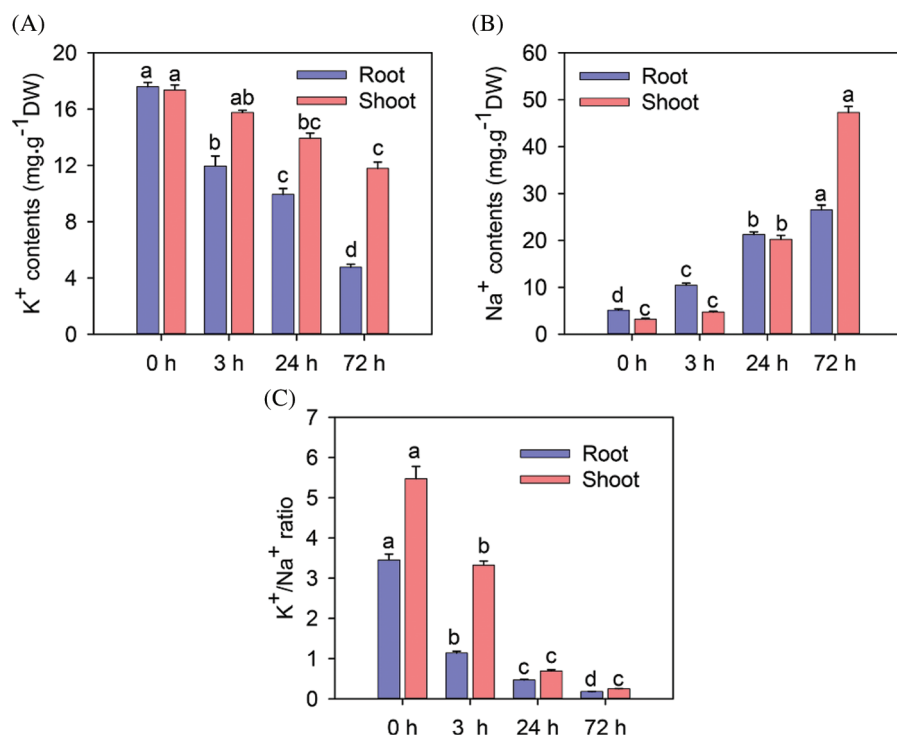 (A)
K⁺ contents (mg.g⁻¹DW)
20
16
12
8
4
0
Root
Shoot
a a
b ab
c bc
d c
0 h 3 h 24 h 72 h
(B)
Na⁺ contents (mg.g⁻¹DW)
60
50
40
30
20
10
0
Root
Shoot
d c
c c
b b
a a
0 h 3 h 24 h 72 h
(C)
K⁺/Na⁺ ratio
7
6
5
4
3
2
1
0
Root
Shoot
a a
b b
c c
d c
0 h 3 h 24 h 72 h